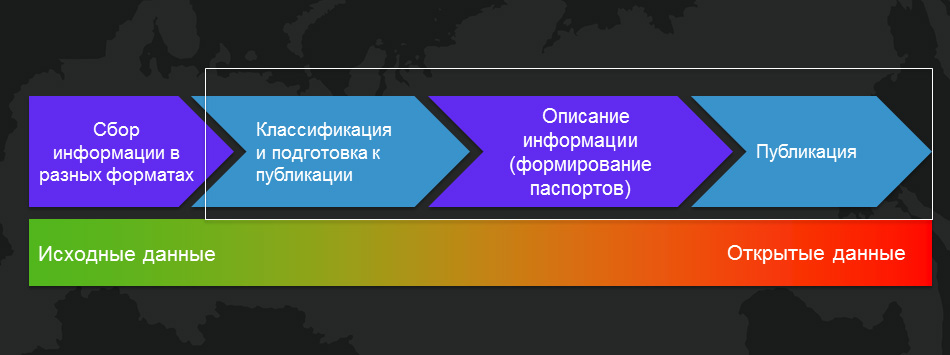 Сбор
информации в
разных форматах
Классификация
и подготовка к
публикации
Описание
информации
(формирование
паспортов)
Публикация
Исходные данные
Открытые данные